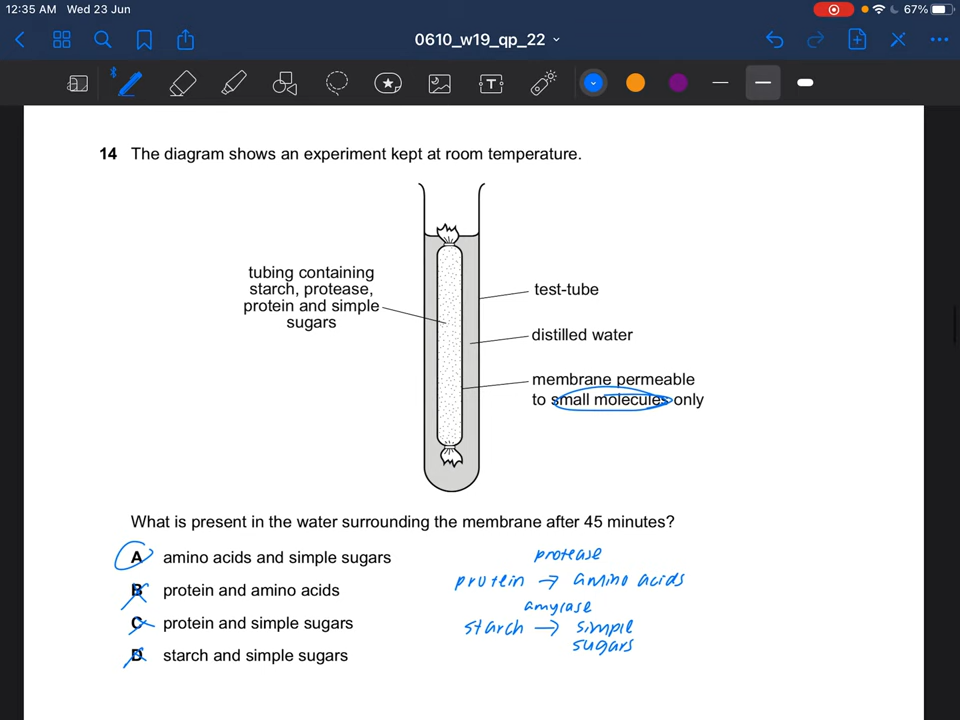 12:35 AM Wed 23 Jun
67%
0610_w19_qp_22
T
14 The diagram shows an experiment kept at room temperature.
tubing containing
starch, protease,
protein and simple
sugars
test-tube
distilled water
membrane permeable
to small molecules only
What is present in the water surrounding the membrane after 45 minutes?
A amino acids and simple sugars
B protein and amino acids
C protein and simple sugars
D starch and simple sugars
protease
protein → amino acids
amylase
starch → simple
sugars